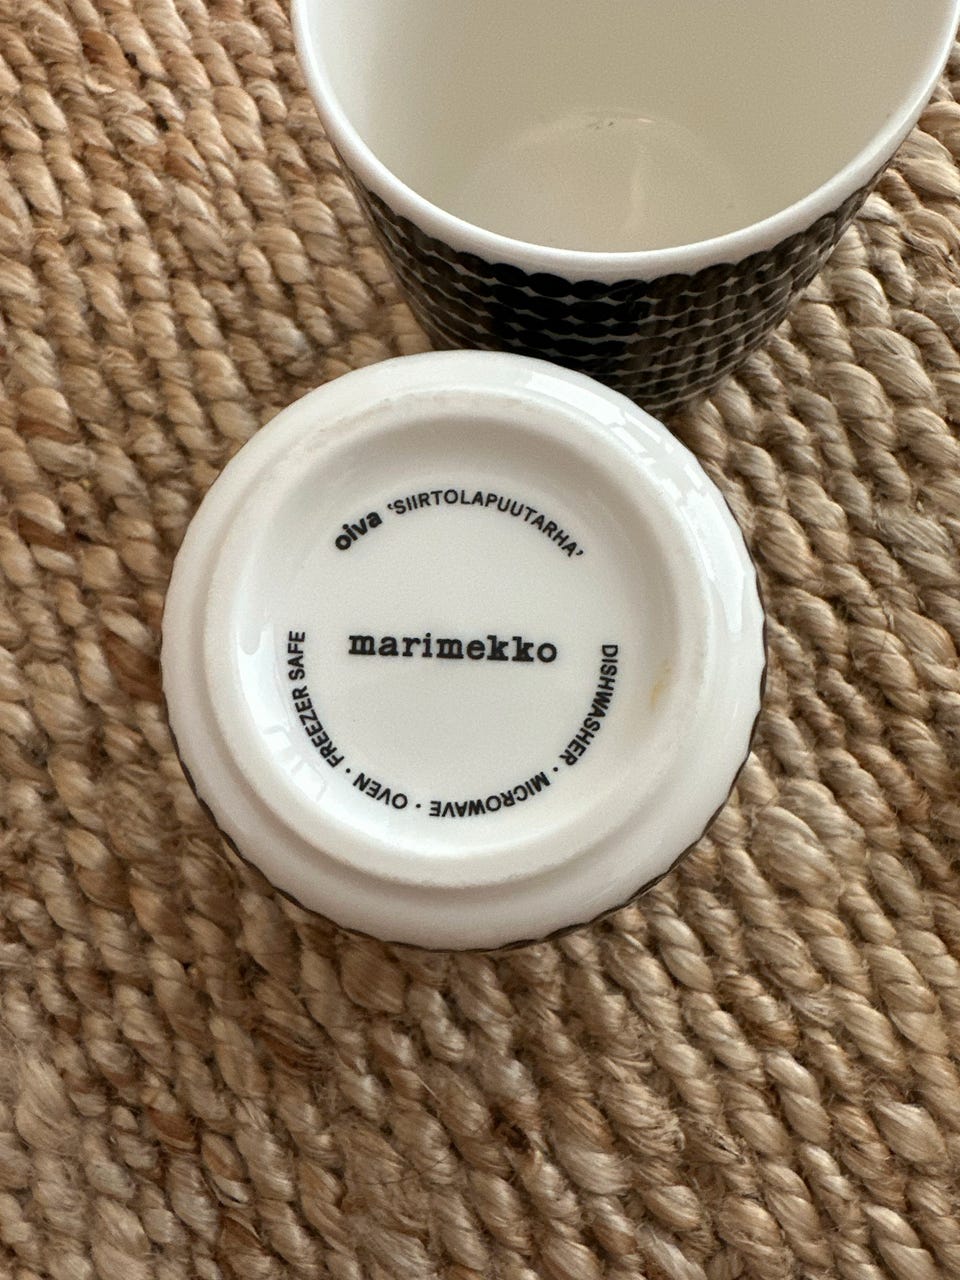 oiva ‘SIIRTOLAPUUTARHA’
marimekko
DISHWASHER · MICROWAVE · OVEN · FREEZER SAFE